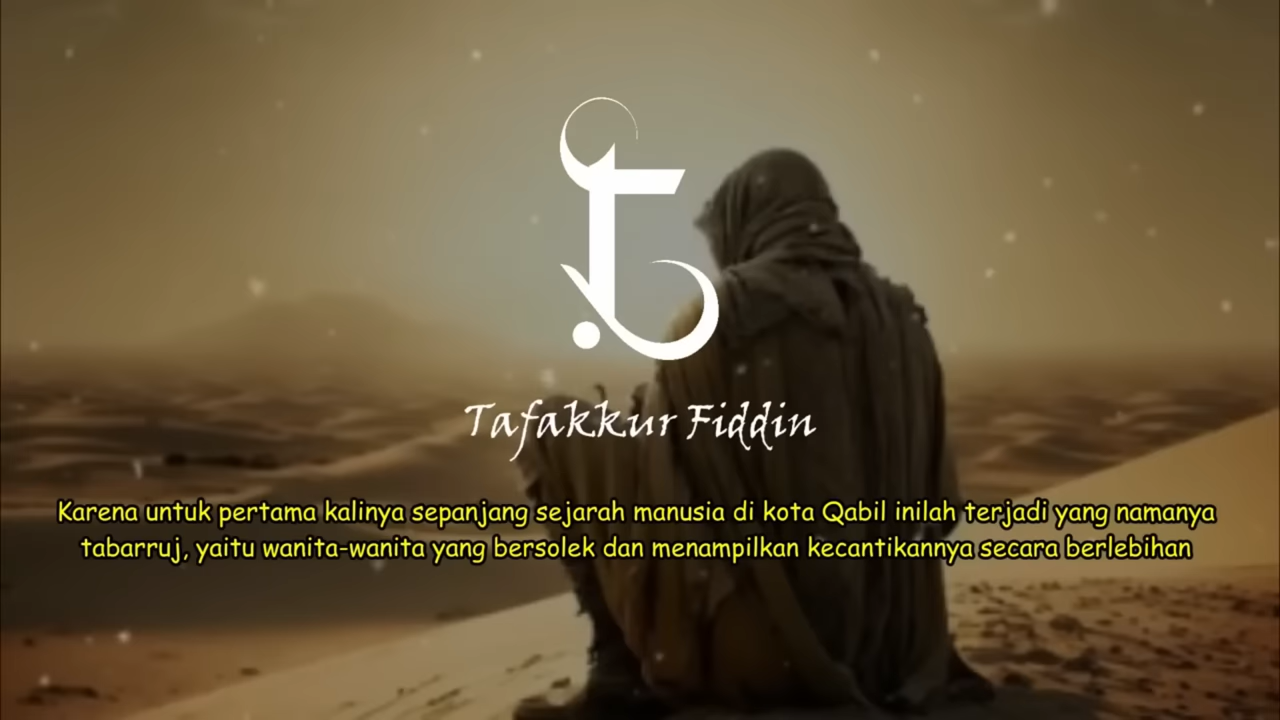 Tafakkur Fiddin
Karena untuk pertama kalinya sepanjang sejarah manusia di kota Qabil inilah terjadi yang namanya
tabarruj, yaitu wanita-wanita yang bersolek dan menampilkan kecantikannya secara berlebihan